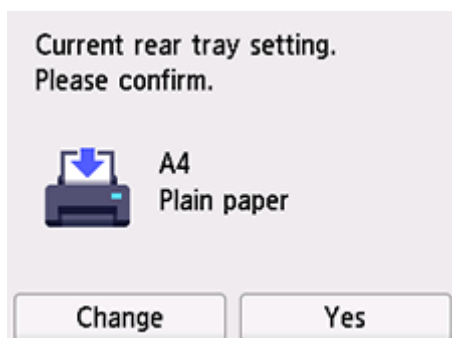 Current rear tray setting.
Please confirm.
A4
Plain paper
Change
Yes